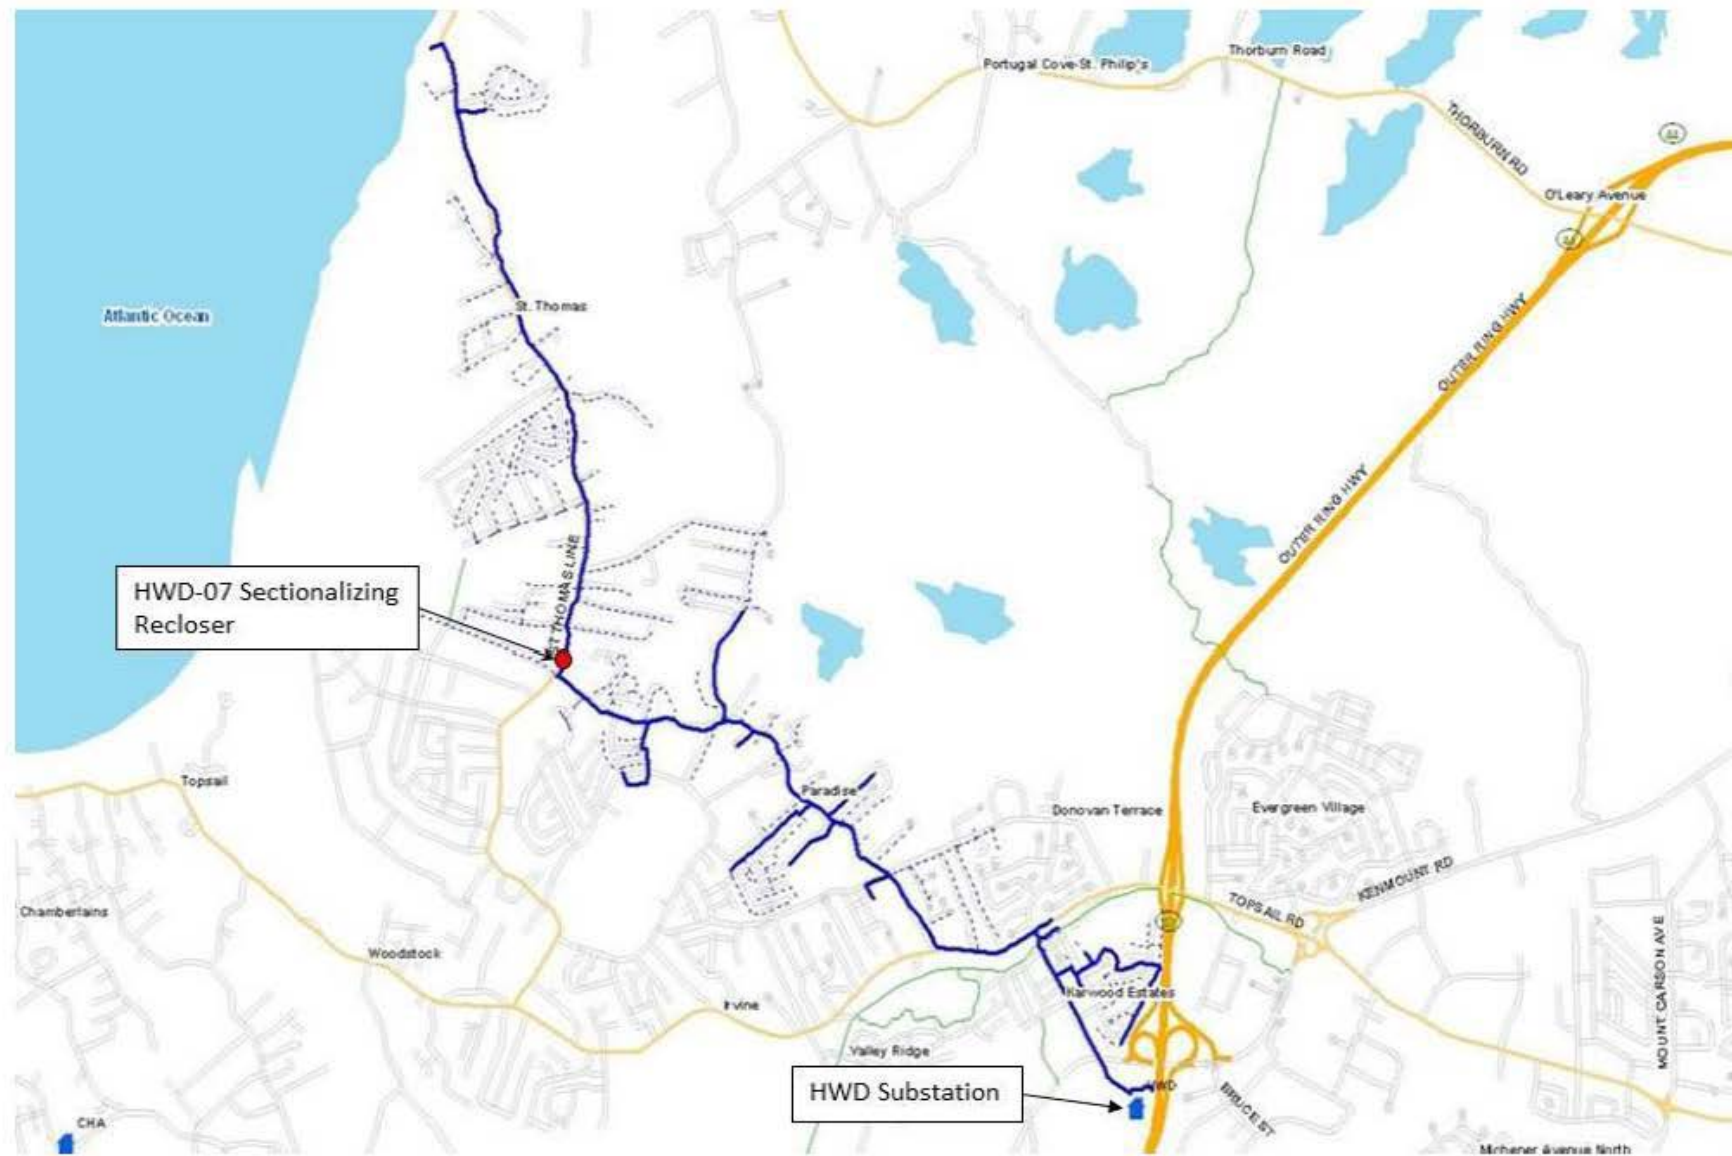 Portugal Cove-St. Philip's
Thorburn Road
THORBURN RD
O'Leary Avenue
Atlantic Ocean
St. Thomas
OUTER RING HWY
OUTER RING HWY
HWD-07 Sectionalizing
Recloser
ST THOMAS LINE
Topsail
Paradise
Donovan Terrace
Evergreen Village
KENMOUNT RD
TOPSAIL RD
Chamberlains
Woodstock
MOUNT CARSON AVE
Karwood Estates
Irvine
Valley Ridge
HWD Substation
HWD
BRUCE ST
CHA
Michener Avenue North